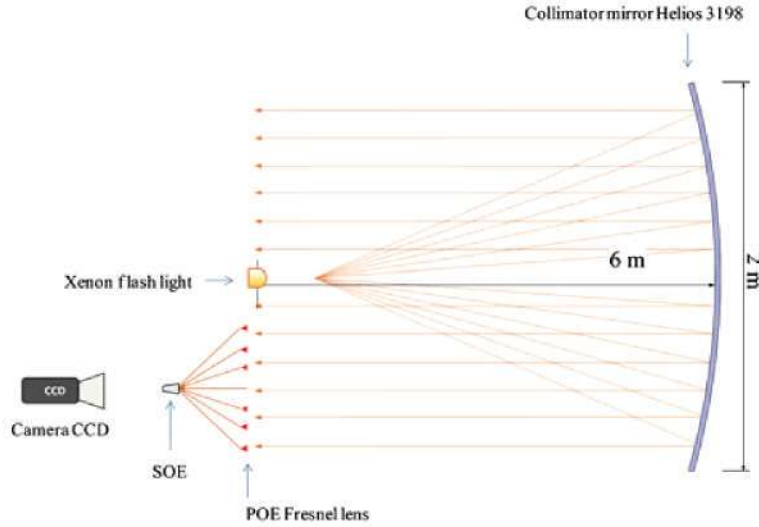 Collimator mirror Helios 3198
6 m
2 m
Xenon flash light
CCD
Camera CCD
SOE
POE Fresnel lens